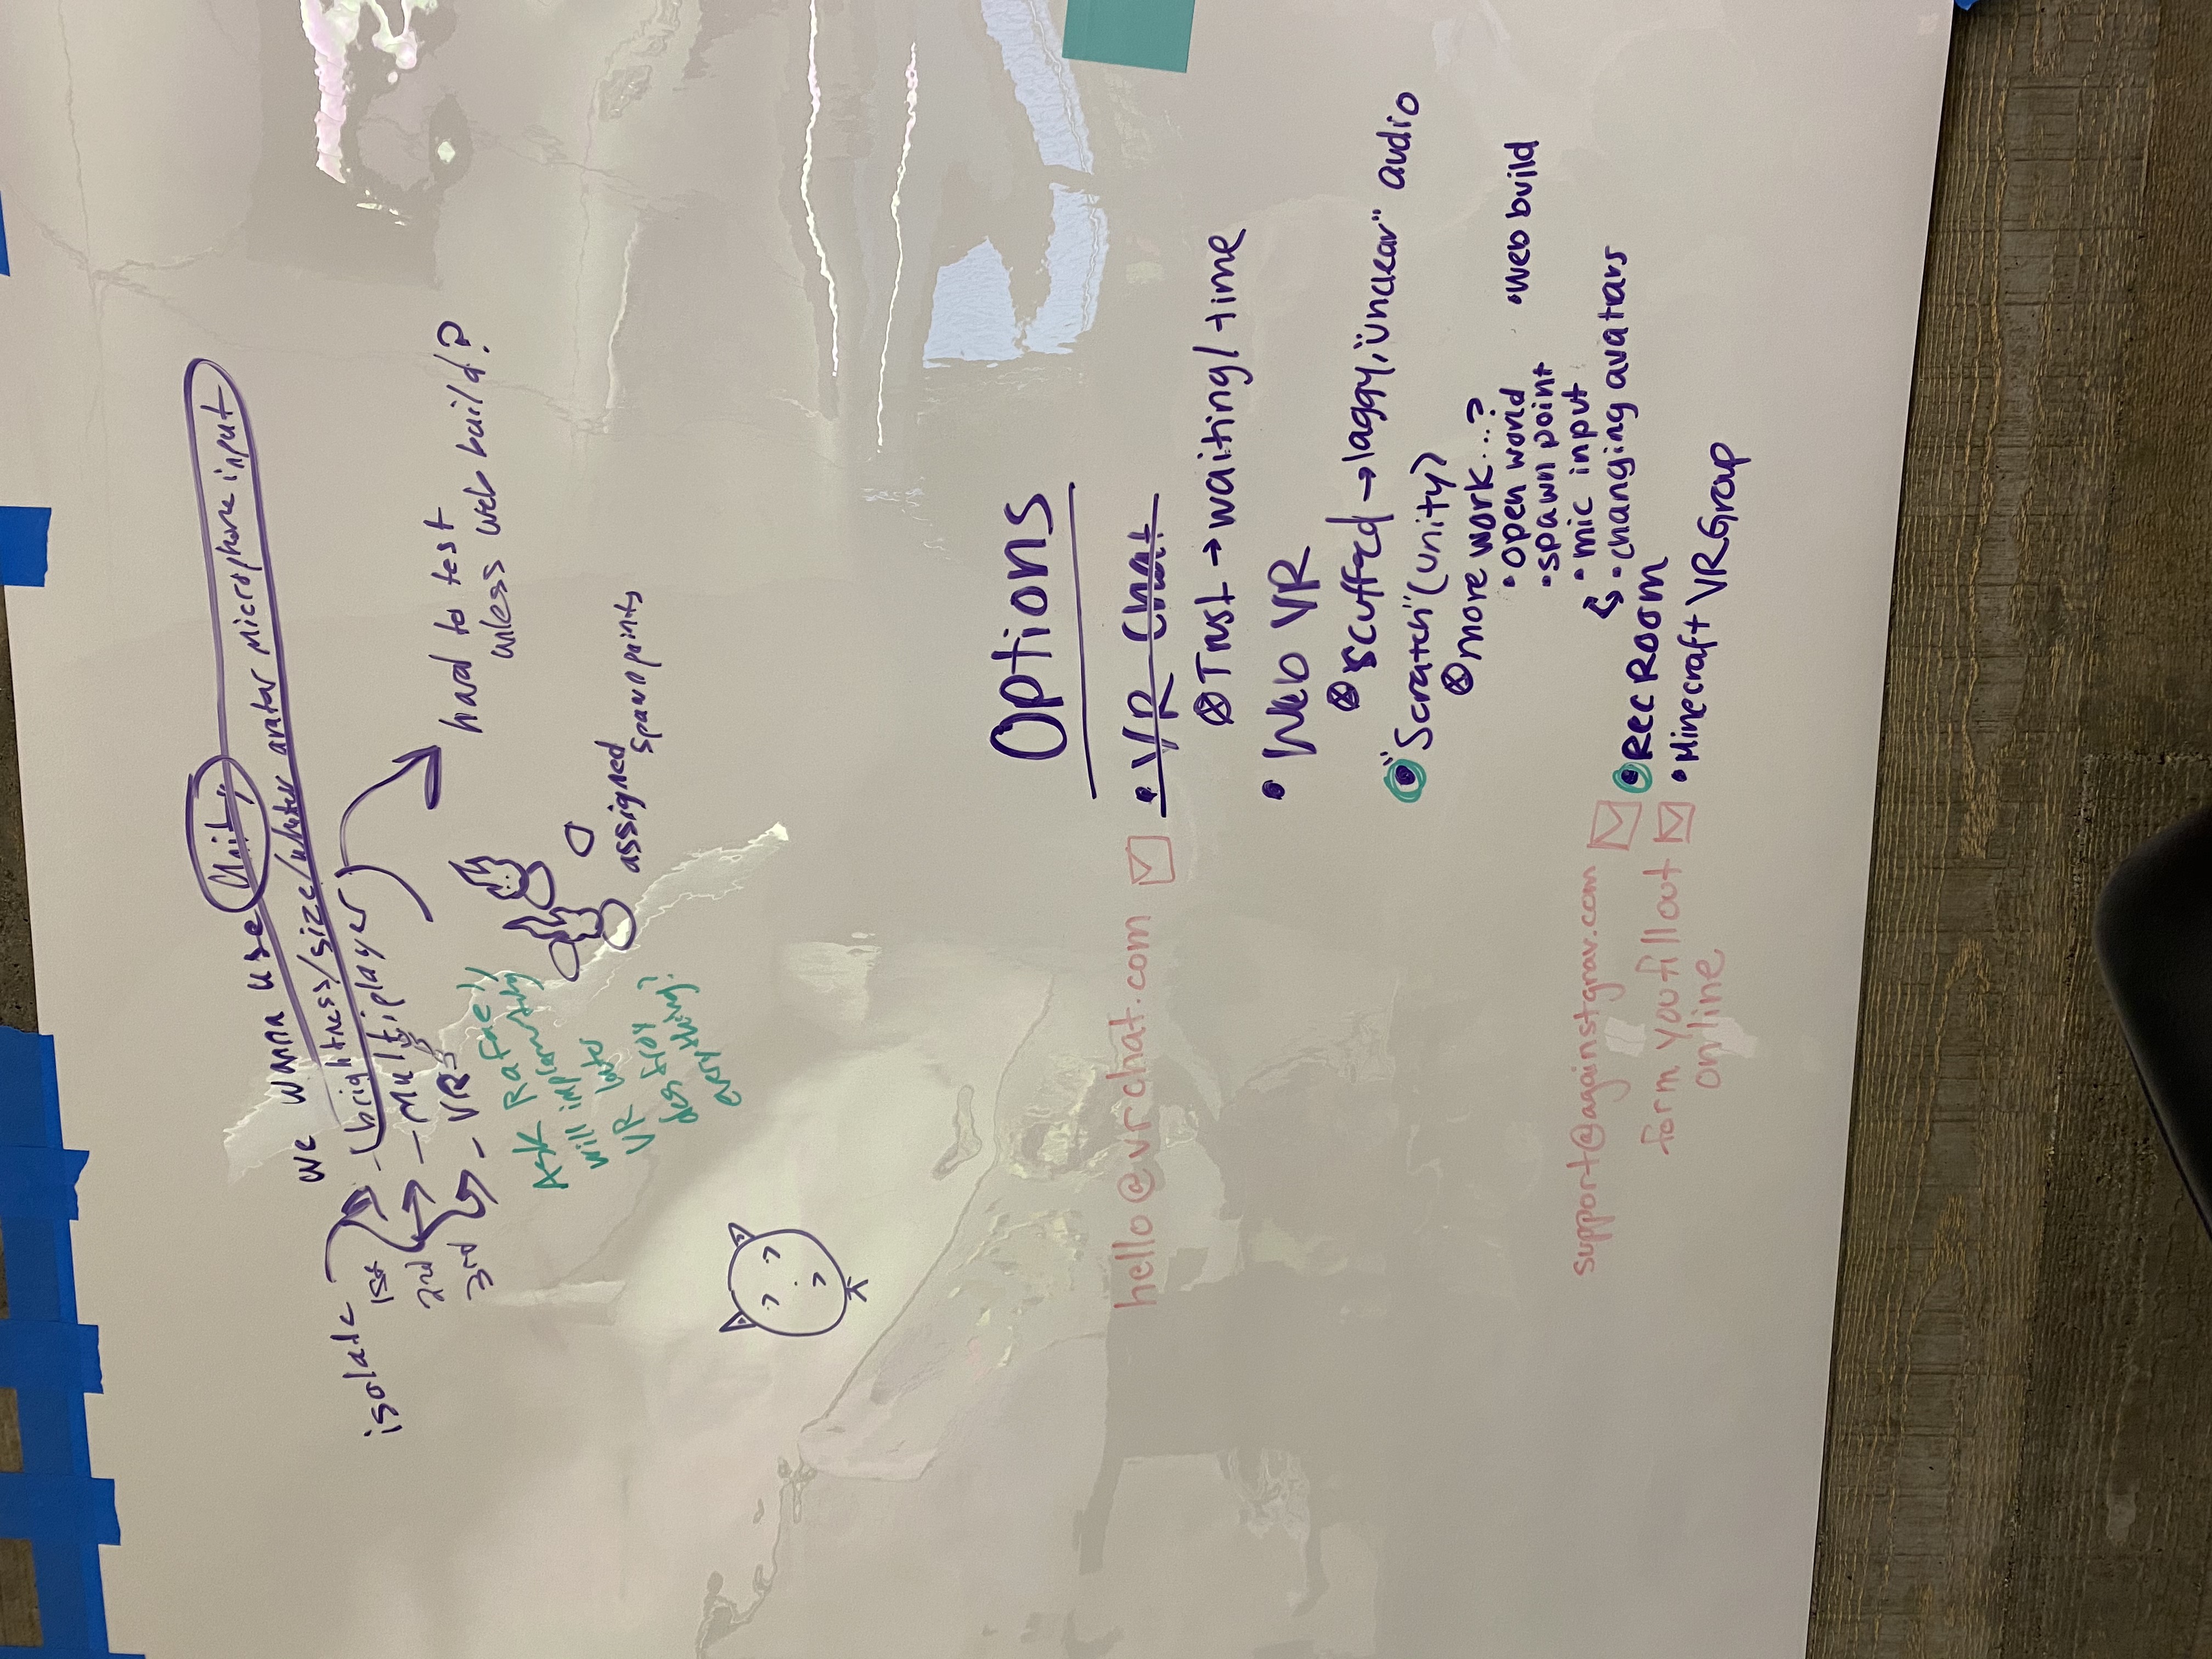 we wanna use Unity
isolate
1st - brightness/size/whatever avatar microphone input
2nd - Multiplayer
3rd - VR
hard to test
unless web build?
Ask Rafael,
will implementing
VR later
destroy
everything?
assigned
spawn points
Options
hello@vrchat.com
• VR Chat
Trust → waiting/time
• Web VR
scuffed → laggy, "unclear" audio
• "Scratch" (unity)
more work...?
• open world • Web build
• spawn point
• mic input
• changing avatars
support@againstgrav.com
• Rec Room
form you fill out
online
• Minecraft VR Group